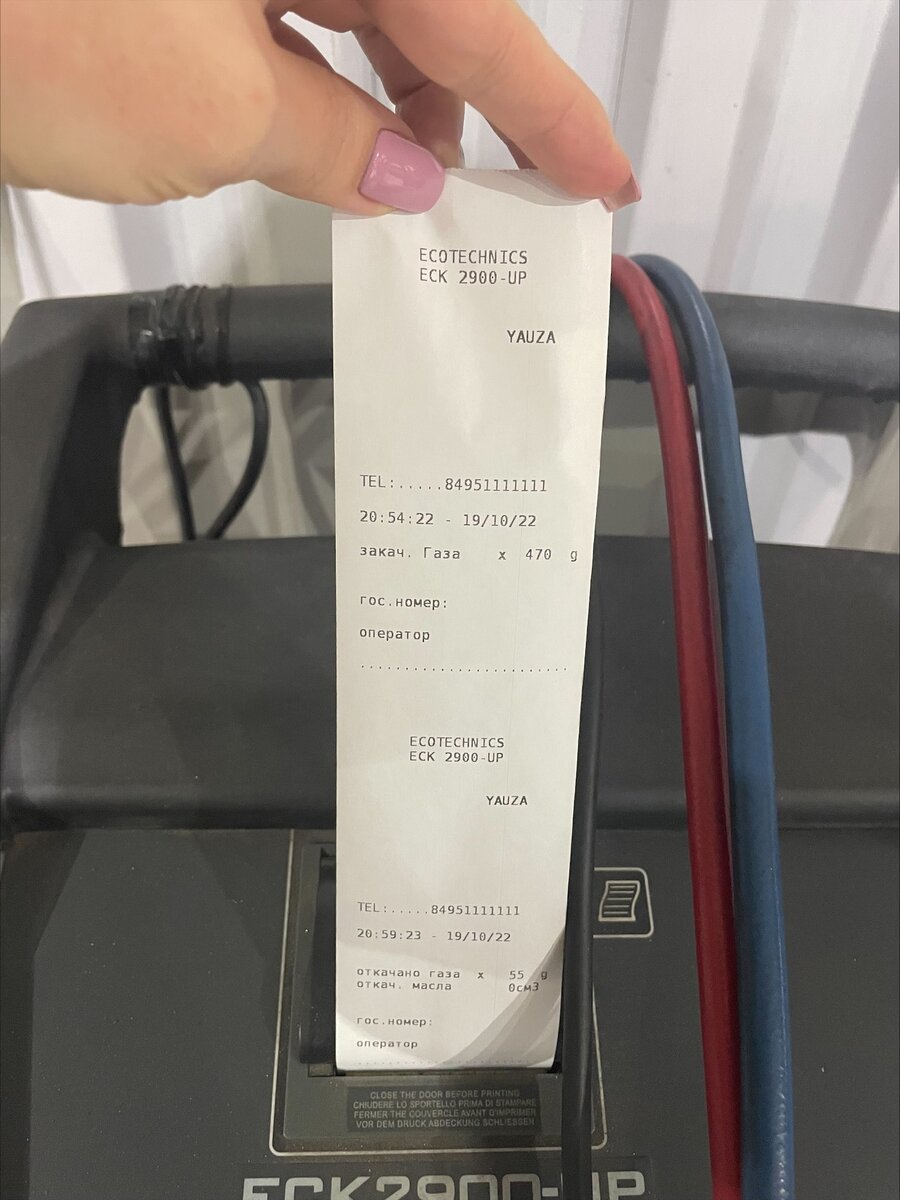 ECOTECHNICS
ECK 2900-UP
YAUZA
TEL:.....84951111111
20:54:22 - 19/10/22
закач. Газа x 470 g
гос.номер:
оператор
........................
ECOTECHNICS
ECK 2900-UP
YAUZA
TEL:.....84951111111
20:59:23 - 19/10/22
откачано газа x 55 g
откач. масла 0см3
гос.номер:
оператор
........................
CLOSE THE DOOR BEFORE PRINTING
CHIUDERE LO SPORTELLO PRIMA DI STAMPARE
FERMER THE COUVERCLE AVANT D'IMPRIMER
VOR DEM DRUCK ABDECKUNG SCHLIESSEN
ECK2900-UP